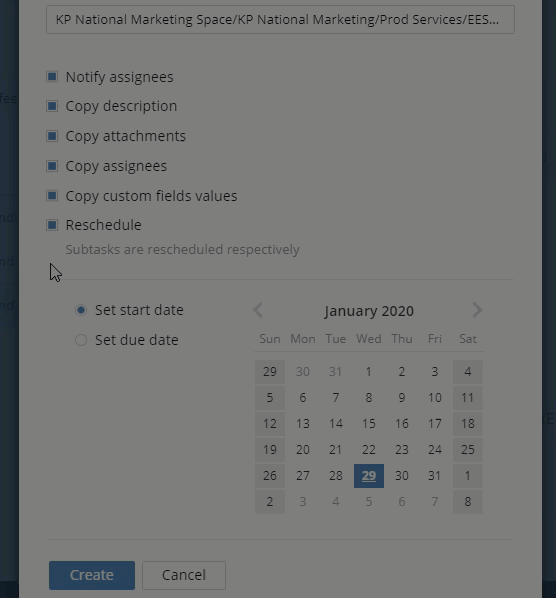 KP National Marketing Space/KP National Marketing/Prod Services/EES...
Notify assignees
Copy description
Copy attachments
Copy assignees
Copy custom fields values
Reschedule
Subtasks are rescheduled respectively
Set start date
Set due date
January 2020
Sun Mon Tue Wed Thu Fri Sat
29 30 31 1 2 3 4
5 6 7 8 9 10 11
12 13 14 15 16 17 18
19 20 21 22 23 24 25
26 27 28 29 30 31 1
2 3 4 5 6 7 8
Create Cancel